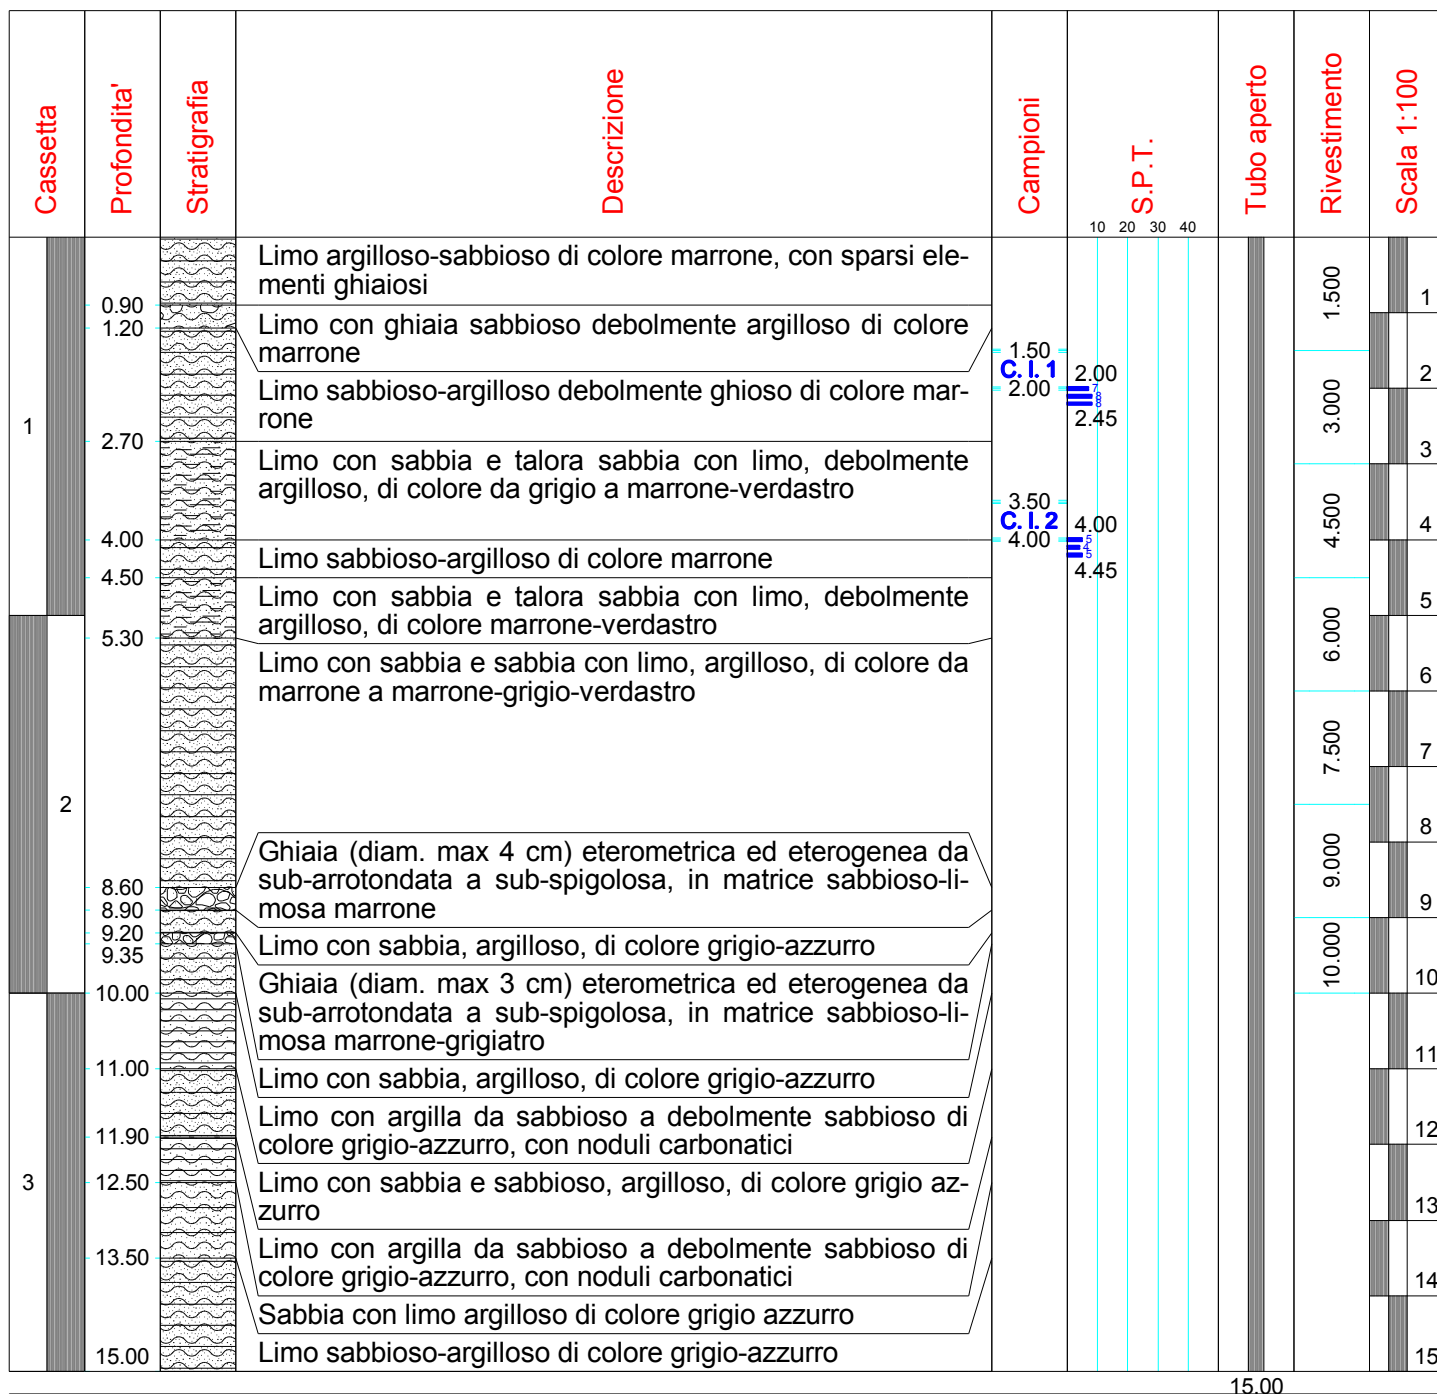 Cassetta
Profondita'
Stratigrafia
Descrizione
Campioni
S.P.T.
Tubo aperto
Rivestimento
Scala 1:100
10 20 30 40
Limo argilloso-sabbioso di colore marrone, con sparsi ele-
menti ghiaiosi
0.90
Limo con ghiaia sabbioso debolmente argilloso di colore
marrone
1.20
Limo sabbioso-argilloso debolmente ghioso di colore mar-
rone
2.70
Limo con sabbia e talora sabbia con limo, debolmente
argilloso, di colore da grigio a marrone-verdastro
4.00
Limo sabbioso-argilloso di colore marrone
4.50
Limo con sabbia e talora sabbia con limo, debolmente
argilloso, di colore marrone-verdastro
5.30
Limo con sabbia e sabbia con limo, argilloso, di colore da
marrone a marrone-grigio-verdastro
8.60
Ghiaia (diam. max 4 cm) eterometrica ed eterogenea da
sub-arrotondata a sub-spigolosa, in matrice sabbioso-li-
mosa marrone
8.90
Limo con sabbia, argilloso, di colore grigio-azzurro
9.20
Ghiaia (diam. max 3 cm) eterometrica ed eterogenea da
sub-arrotondata a sub-spigolosa, in matrice sabbioso-li-
mosa marrone-grigiatro
9.35
Limo con sabbia, argilloso, di colore grigio-azzurro
10.00
Limo con argilla da sabbioso a debolmente sabbioso di
colore grigio-azzurro, con noduli carbonatici
11.00
Limo con sabbia e sabbioso, argilloso, di colore grigio az-
zurro
11.90
Limo con argilla da sabbioso a debolmente sabbioso di
colore grigio-azzurro, con noduli carbonatici
12.50
Sabbia con limo argilloso di colore grigio azzurro
13.50
Limo sabbioso-argilloso di colore grigio-azzurro
15.00
1
2
3
1.50
C. I. 1
2.00
3.50
C. I. 2
4.00
2.00
7
8
8
2.45
4.00
5
4
5
4.45
15.00
1.500
3.000
4.500
6.000
7.500
9.000
10.000
1
2
3
4
5
6
7
8
9
10
11
12
13
14
15